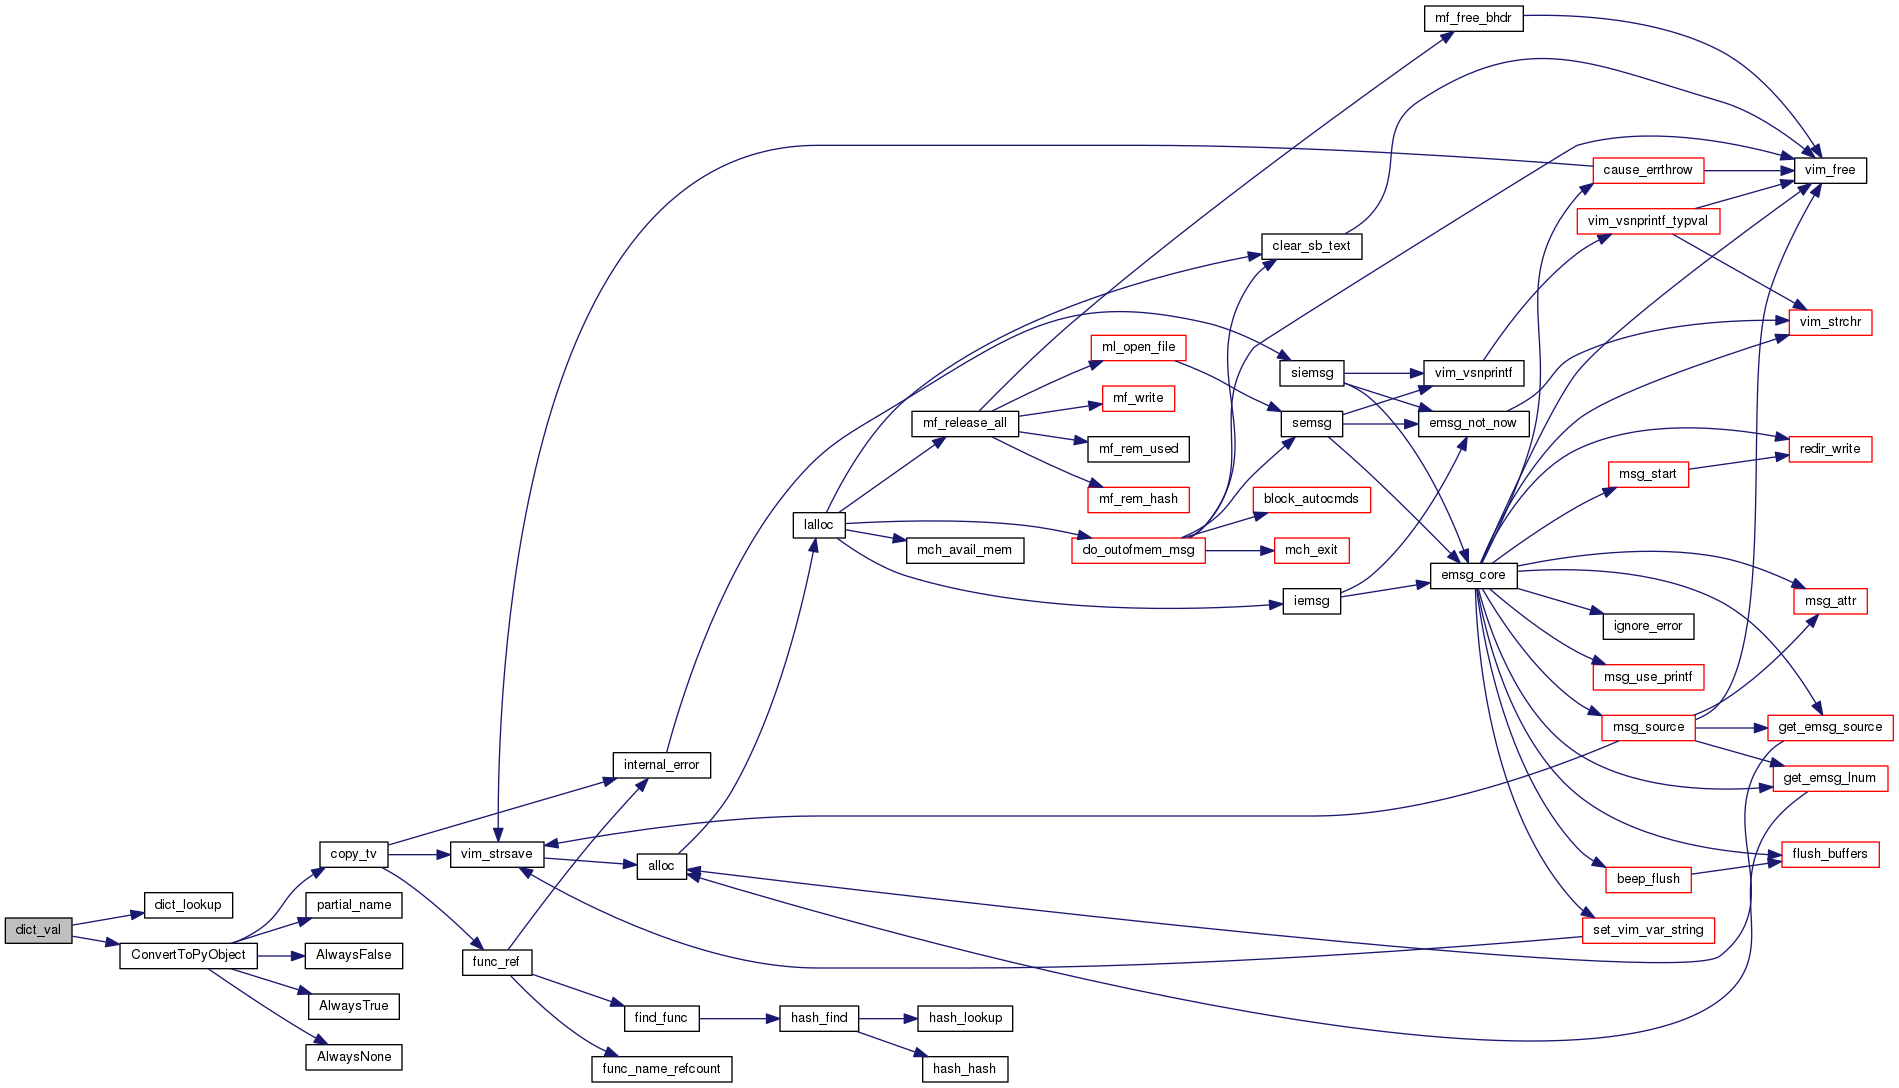 mf_free_bhdr
cause_errthrow
vim_free
vim_vsnprintf_typval
clear_sb_text
vim_strchr
ml_open_file
siemsg
vim_vsnprintf
mf_write
mf_release_all
semsg
emsg_not_now
mf_rem_used
redir_write
msg_start
mf_rem_hash
block_autocmds
lalloc
mch_avail_mem
do_outofmem_msg
mch_exit
emsg_core
iemsg
msg_attr
ignore_error
msg_use_printf
msg_source
get_emsg_source
internal_error
get_emsg_lnum
copy_tv
vim_strsave
alloc
flush_buffers
beep_flush
dict_lookup
partial_name
dict_val
set_vim_var_string
ConvertToPyObject
AlwaysFalse
func_ref
AlwaysTrue
find_func
hash_find
hash_lookup
AlwaysNone
func_name_refcount
hash_hash